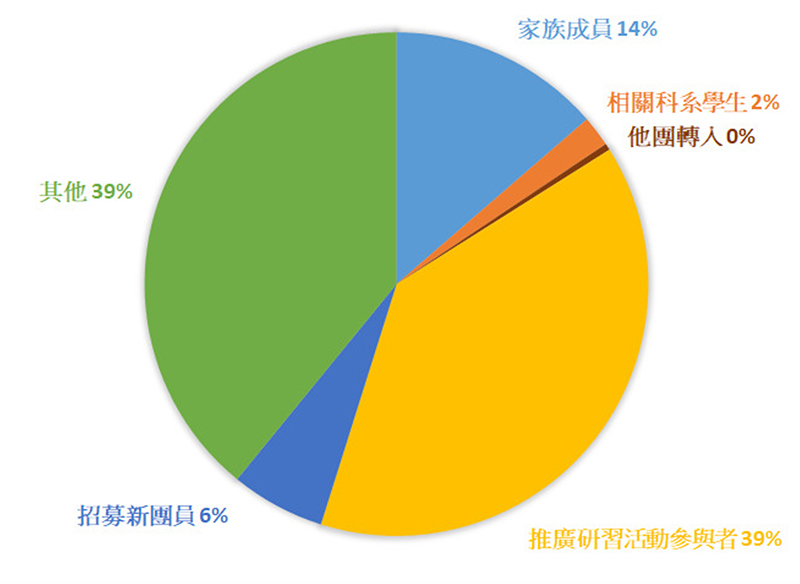 家族成員 14%
相關科系學生 2%
他團轉入 0%
其他 39%
招募新團員 6%
推廣研習活動參與者 39%